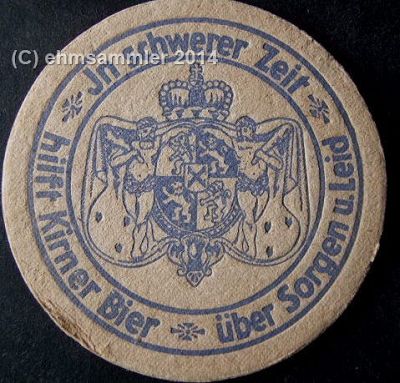 (C) ehmsammler 2014
Jn schwerer Zeit
hilft Kirner Bier
über Sorgen u. Leid